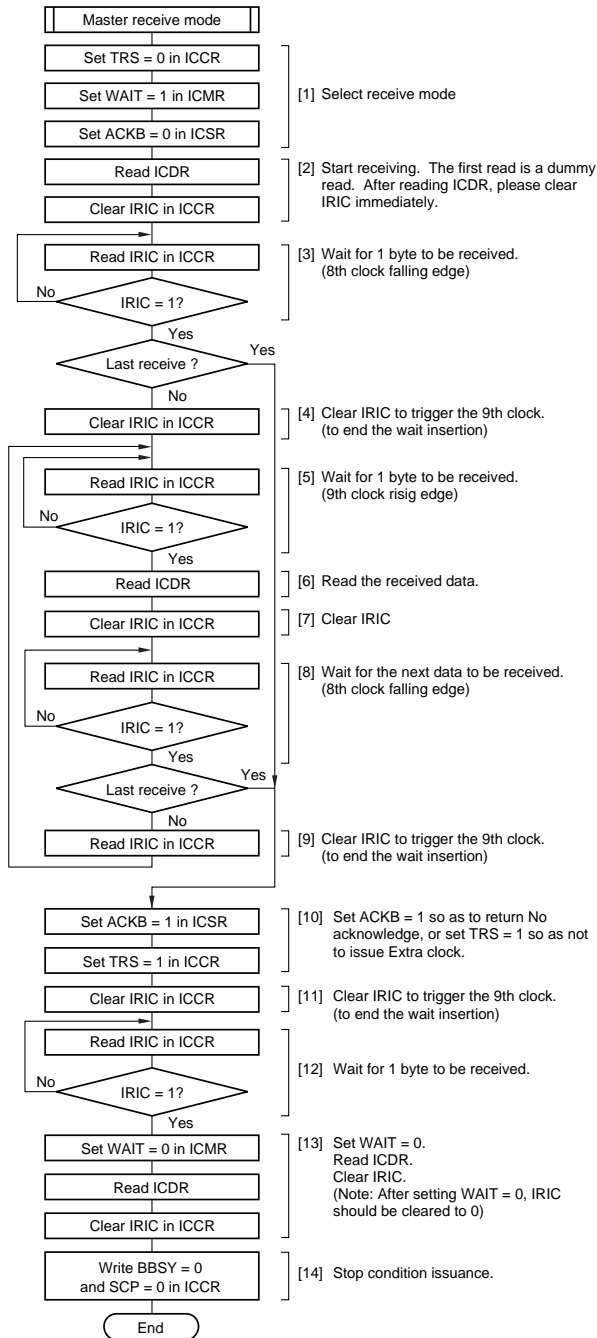 Master receive mode
Set TRS = 0 in ICCR
Set WAIT = 1 in ICMR
Set ACKB = 0 in ICSR
[1] Select receive mode
Read ICDR
Clear IRIC in ICCR
[2] Start receiving. The first read is a dummy
read. After reading ICDR, please clear
IRIC immediately.
Read IRIC in ICCR
[3] Wait for 1 byte to be received.
(8th clock falling edge)
No
IRIC = 1?
Yes
Last receive ?
Yes
No
Clear IRIC in ICCR
[4] Clear IRIC to trigger the 9th clock.
(to end the wait insertion)
Read IRIC in ICCR
[5] Wait for 1 byte to be received.
(9th clock risig edge)
No
IRIC = 1?
Yes
Read ICDR
[6] Read the received data.
Clear IRIC in ICCR
[7] Clear IRIC
Read IRIC in ICCR
[8] Wait for the next data to be received.
(8th clock falling edge)
No
IRIC = 1?
Yes
Last receive ?
Yes
No
Read IRIC in ICCR
[9] Clear IRIC to trigger the 9th clock.
(to end the wait insertion)
Set ACKB = 1 in ICSR
Set TRS = 1 in ICCR
[10] Set ACKB = 1 so as to return No
acknowledge, or set TRS = 1 so as not
to issue Extra clock.
Clear IRIC in ICCR
[11] Clear IRIC to trigger the 9th clock.
(to end the wait insertion)
Read IRIC in ICCR
[12] Wait for 1 byte to be received.
No
IRIC = 1?
Yes
Set WAIT = 0 in ICMR
Read ICDR
Clear IRIC in ICCR
[13] Set WAIT = 0.
Read ICDR.
Clear IRIC.
(Note: After setting WAIT = 0, IRIC
should be cleared to 0)
Write BBSY = 0
and SCP = 0 in ICCR
[14] Stop condition issuance.
End